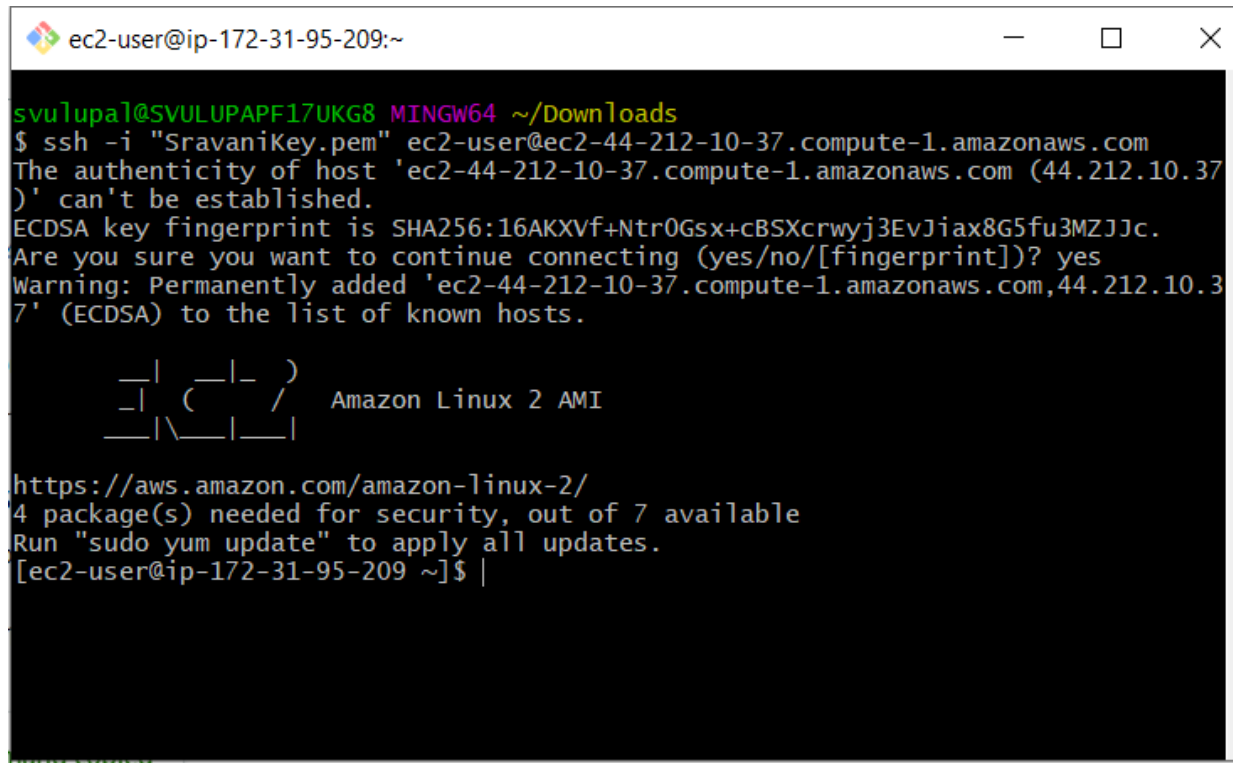 ec2-user@ip-172-31-95-209:~
svulupal@SVULUPAPF17UKG8 MINGW64 ~/Downloads
$ ssh -i "SravaniKey.pem" ec2-user@ec2-44-212-10-37.compute-1.amazonaws.com
The authenticity of host 'ec2-44-212-10-37.compute-1.amazonaws.com (44.212.10.37
)' can't be established.
ECDSA key fingerprint is SHA256:16AKXVf+NtrOGsx+cBSXcrwyj3EvJiax8G5fu3MZJJc.
Are you sure you want to continue connecting (yes/no/[fingerprint])? yes
Warning: Permanently added 'ec2-44-212-10-37.compute-1.amazonaws.com,44.212.10.3
7' (ECDSA) to the list of known hosts.
       __|  __|_  )
       _|  (     /   Amazon Linux 2 AMI
      ___|\___|___|
https://aws.amazon.com/amazon-linux-2/
4 package(s) needed for security, out of 7 available
Run "sudo yum update" to apply all updates.
[ec2-user@ip-172-31-95-209 ~]$